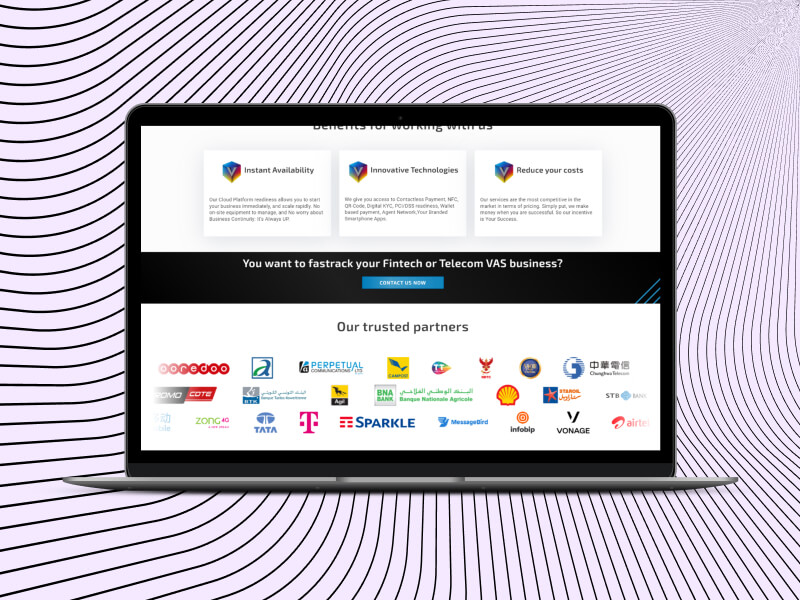 Benefits for working with us
Instant Availability
Innovative Technologies
Reduce your costs
Our Cloud Platform readiness allows you to start
your business immediately, and scale rapidly. No
on-site equipment to manage, and No worry about
Business Continuity. It's Always UP.
We give you access to Contactless Payment, NFC,
QR-Code, Digital KYC, PCI/DSS readiness, Wallet
based payment, Agent Network,Your Branded
Smartphone Apps.
Our services are the most competitive in the
market in terms of pricing. Simply put, we make
money when you are successful. So our incentive
is Your Success.
You want to fastrack your Fintech or Telecom VAS business?
CONTACT US NOW
Our trusted partners
ooredoo
PERPETUAL
COMMUNICATIONS LTD
CAMPOST
中華電信
Chunghwa Telecom
COTE
البنك التونسي الكويتي
BTK
Agil
BNA
BANK
البنك الوطني الفلاحي
Banque Nationale Agricole
STAROIL
STB BANK
ZONG 4G
TATA
T
SPARKLE
MessageBird
infobip
VONAGE
airtel